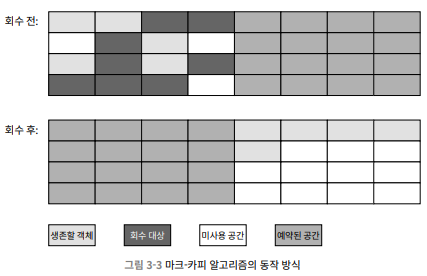 회수 전:
회수 후:
생존할 객체
회수 대상
미사용 공간
예약된 공간
그림 3-3 마크-카피 알고리즘의 동작 방식